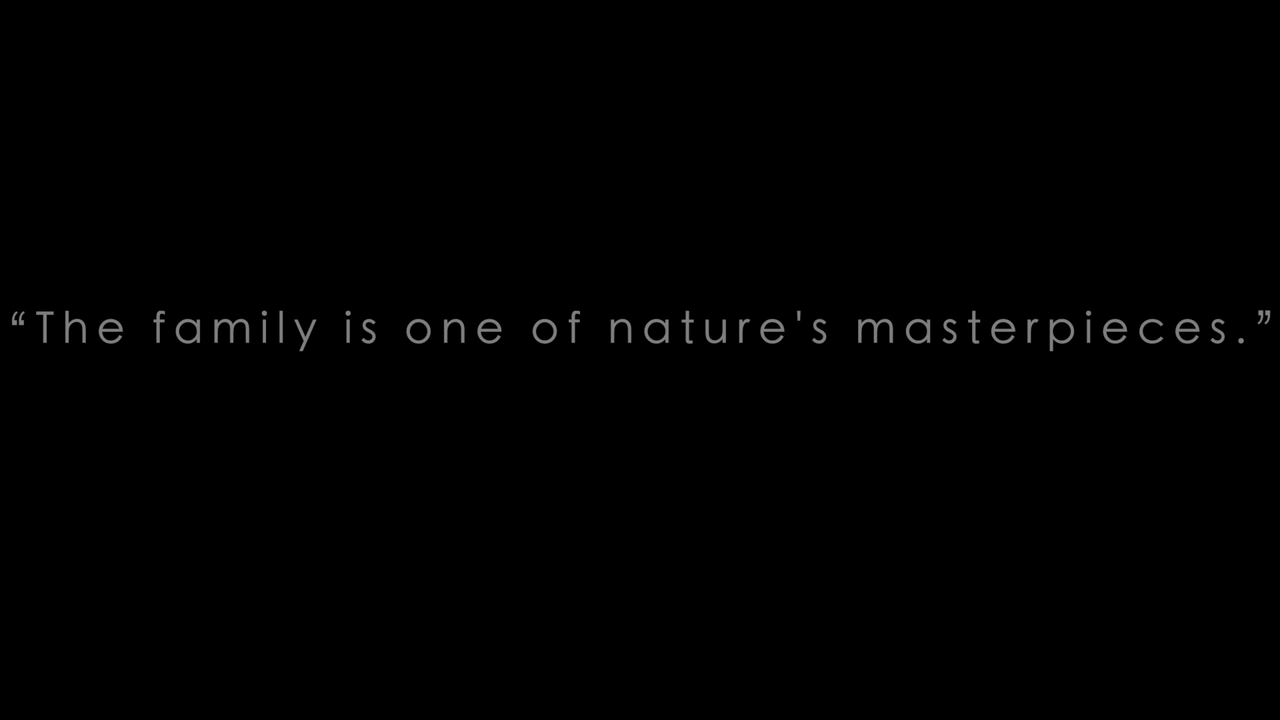 “The family is one of nature's masterpieces.”